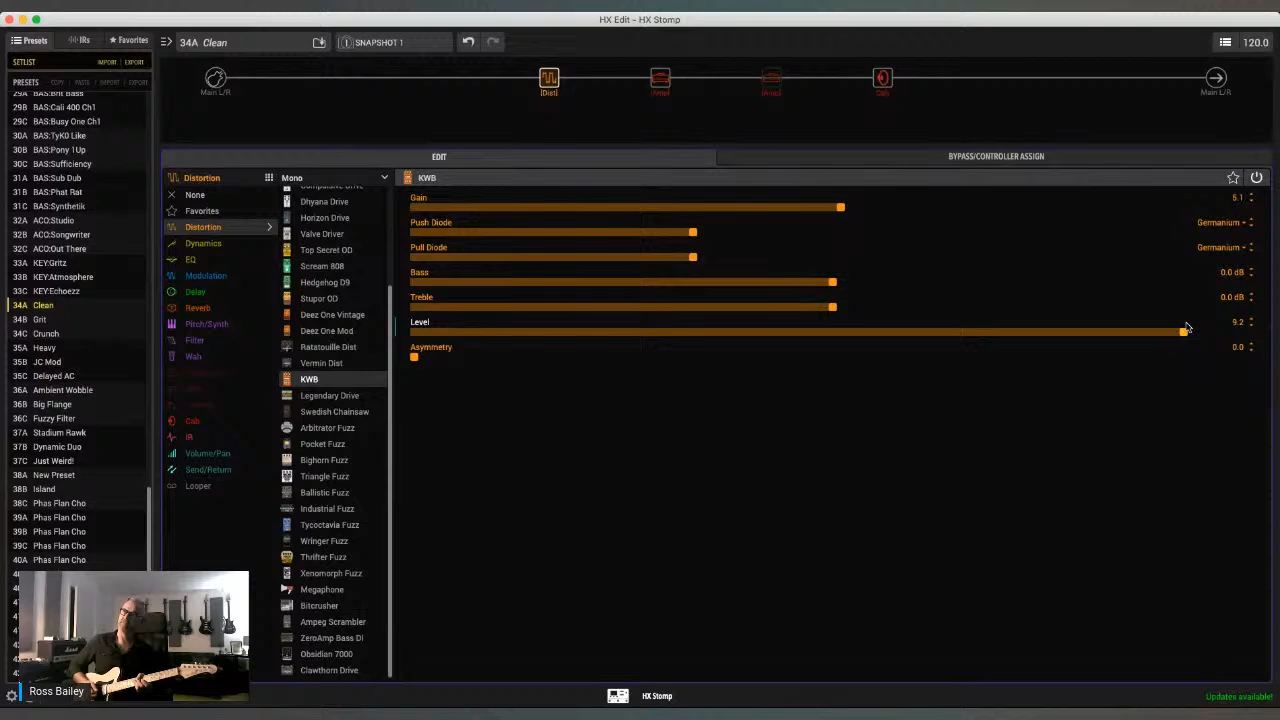 HX Edit - HX Stomp
Presets
IRs
Favorites
34A Clean
1 SNAPSHOT 1
120.0
SETLIST
IMPORT | EXPORT
PRESETS
COPY | PASTE | IMPORT | EXPORT
29B BAS:Cali 400 Ch1
29C BAS:Busy One Ch1
30A BAS:TyK0 Like
30B BAS:Pony 1Up
30C BAS:Sufficiency
31A BAS:Sub Dub
31B BAS:Phat Rat
31C BAS:Synthetik
32A ACO:Studio
32B ACO:Songwriter
32C ACO:Out There
33A KEY:Gritz
33B KEY:Atmosphere
33C KEY:Echoezz
34A Clean
34B Grit
34C Crunch
35A Heavy
35B JC Mod
35C Delayed AC
36A Ambient Wobble
36B Big Flange
36C Fuzzy Filter
37A Stadium Rawk
37B Dynamic Duo
37C Just Weird!
38A New Preset
38B Island
38C Phas Flan Cho
39A Phas Flan Cho
39B Phas Flan Cho
39C Phas Flan Cho
40A Phas Flan Cho
Main L/R
[Dist]
[Amp]
[Amp]
Cab
Main L/R
EDIT
BYPASS/CONTROLLER ASSIGN
Distortion
Mono
KWB
None
Favorites
Distortion
Dynamics
EQ
Modulation
Delay
Reverb
Pitch/Synth
Filter
Wah
Cab
IR
Volume/Pan
Send/Return
Looper
Dhyana Drive
Horizon Drive
Valve Driver
Top Secret OD
Scream 808
Hedgehog D9
Stupor OD
Deez One Vintage
Deez One Mod
Ratatouille Dist
Vermin Dist
KWB
Legendary Drive
Swedish Chainsaw
Arbitrator Fuzz
Pocket Fuzz
Bighorn Fuzz
Triangle Fuzz
Ballistic Fuzz
Industrial Fuzz
Tycoctavia Fuzz
Wringer Fuzz
Thrifter Fuzz
Xenomorph Fuzz
Megaphone
Bitcrusher
Ampeg Scrambler
ZeroAmp Bass DI
Obsidian 7000
Clawthorn Drive
Gain 5.1
Push Diode Germanium
Pull Diode Germanium
Bass 0.0 dB
Treble 0.0 dB
Level 9.2
Asymmetry 0.0
Marshall
Ross Bailey
HX Stomp
Updates available!